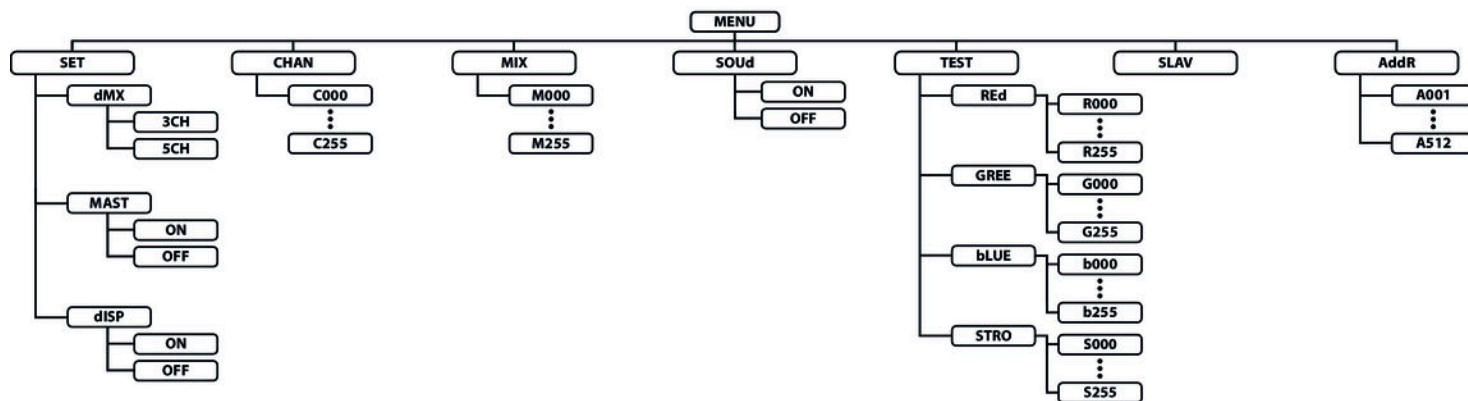 MENU
SET
CHAN
MIX
SOUd
TEST
SLAV
AddR
dMX
3CH
5CH
MAST
ON
OFF
dISP
ON
OFF
C000
C255
M000
M255
ON
OFF
REd
R000
R255
GREE
G000
G255
bLUE
b000
b255
STRO
S000
S255
A001
A512